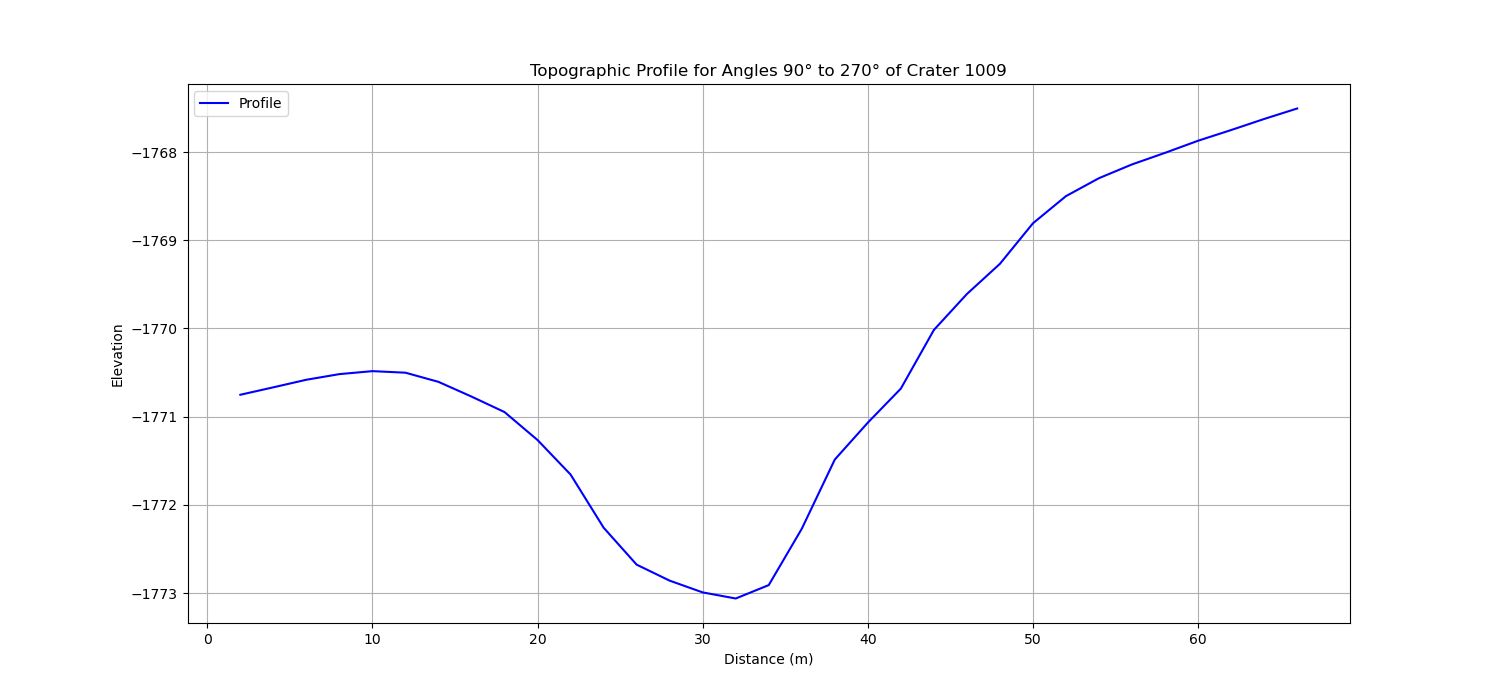 Topographic Profile for Angles 90° to 270° of Crater 1009
Profile
−1768
−1769
−1770
−1771
−1772
−1773
Elevation
0 10 20 30 40 50 60
Distance (m)